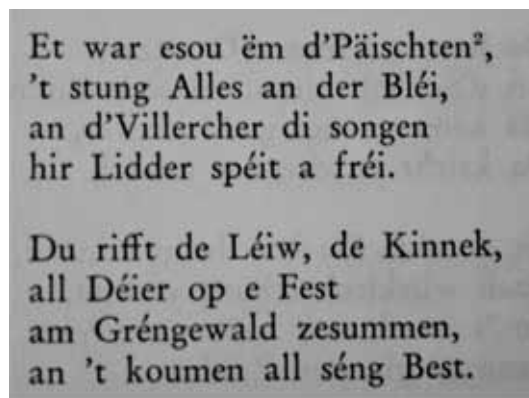 Et war esou ëm d'Päischten²,
't stung Alles an der Bléi,
an d'Villercher di songen
hir Lidder spéit a fréi.

Du rifft de Léiw, de Kinnek,
all Déier op e Fest
am Gréngewald zesummen,
an 't koumen all séng Best.